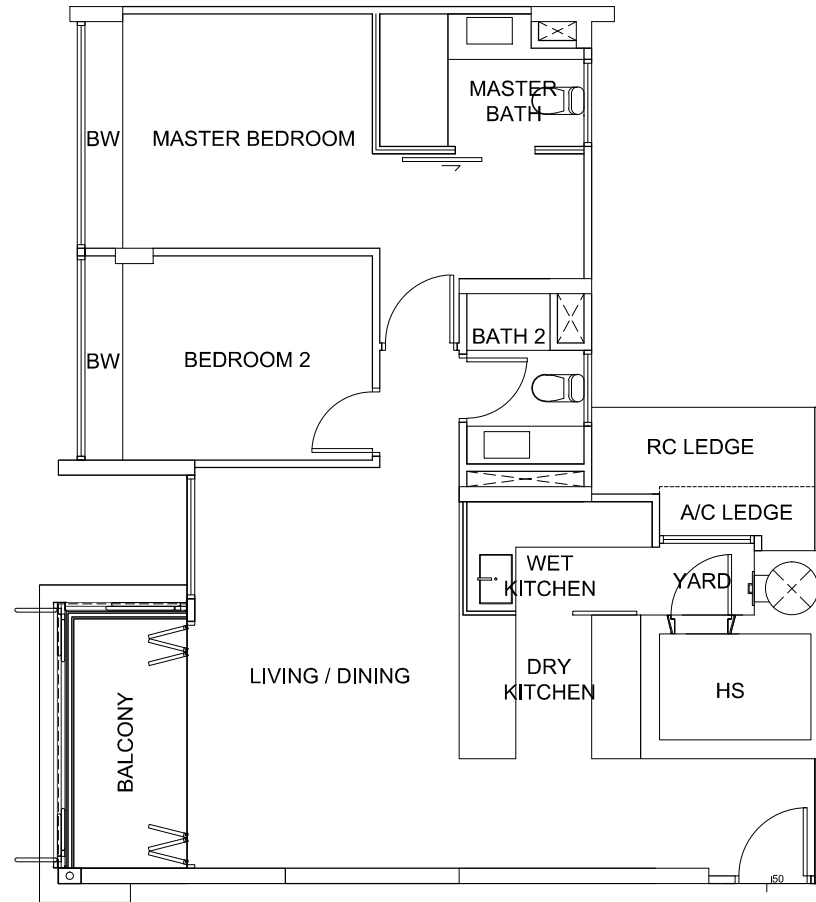 MASTER
BATH
BW
MASTER BEDROOM
BATH 2
BW
BEDROOM 2
RC LEDGE
A/C LEDGE
WET
KITCHEN
YARD
LIVING / DINING
DRY
KITCHEN
HS
BALCONY
50